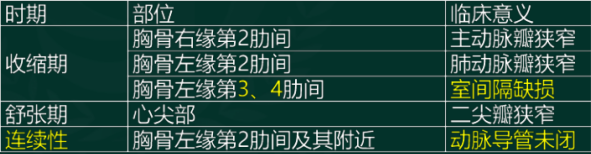 时期 部位 临床意义
收缩期 胸骨右缘第2肋间 主动脉瓣狭窄
胸骨左缘第2肋间 肺动脉瓣狭窄
胸骨左缘第3、4肋间 室间隔缺损
舒张期 心尖部 二尖瓣狭窄
连续性 胸骨左缘第2肋间及其附近 动脉导管未闭